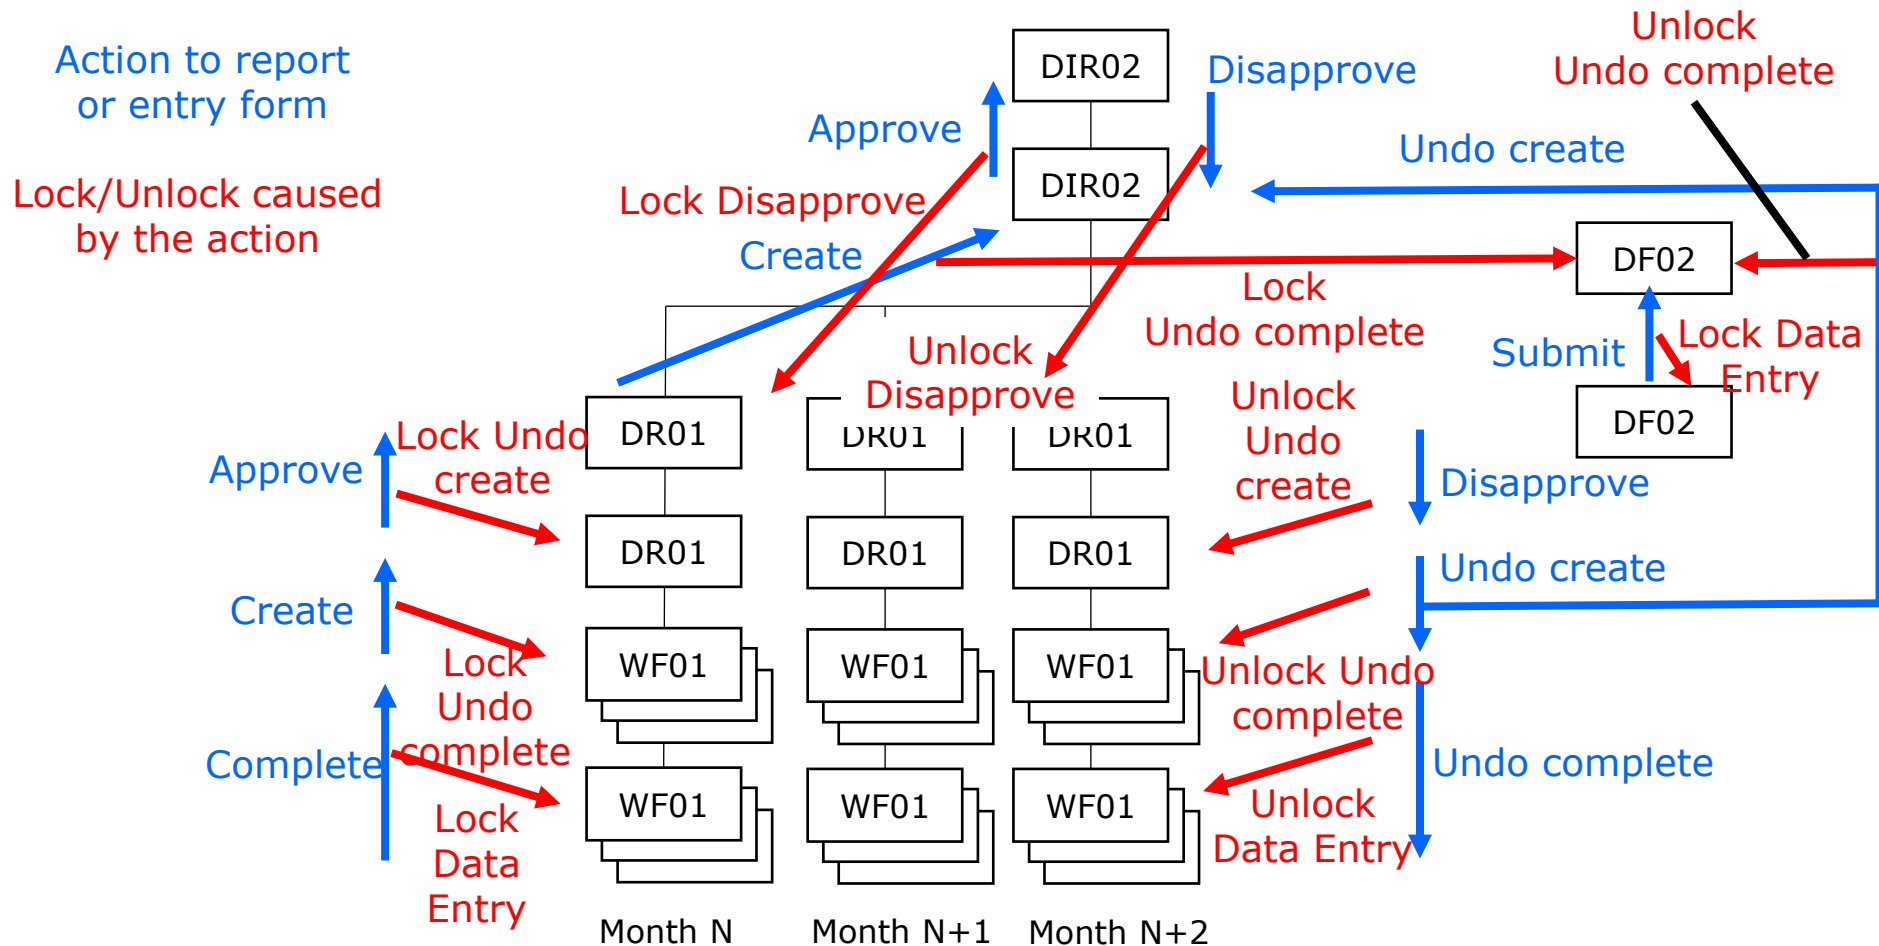 Action to report
or entry form
Lock/Unlock caused
by the action
DIR02
Disapprove
Unlock
Undo complete
Approve
Undo create
DIR02
Lock Disapprove
Create
DF02
Lock
Undo complete
Unlock
Disapprove
Submit
Lock Data
Entry
DF02
Approve
Lock Undo
create
DR01
DR01
DR01
Unlock
Undo
create
Disapprove
DR01
DR01
DR01
Undo create
Create
Lock
Undo
complete
WF01
WF01
WF01
Unlock Undo
complete
Complete
Undo complete
Lock
Data
Entry
WF01
WF01
WF01
Unlock
Data Entry
Month N
Month N+1
Month N+2